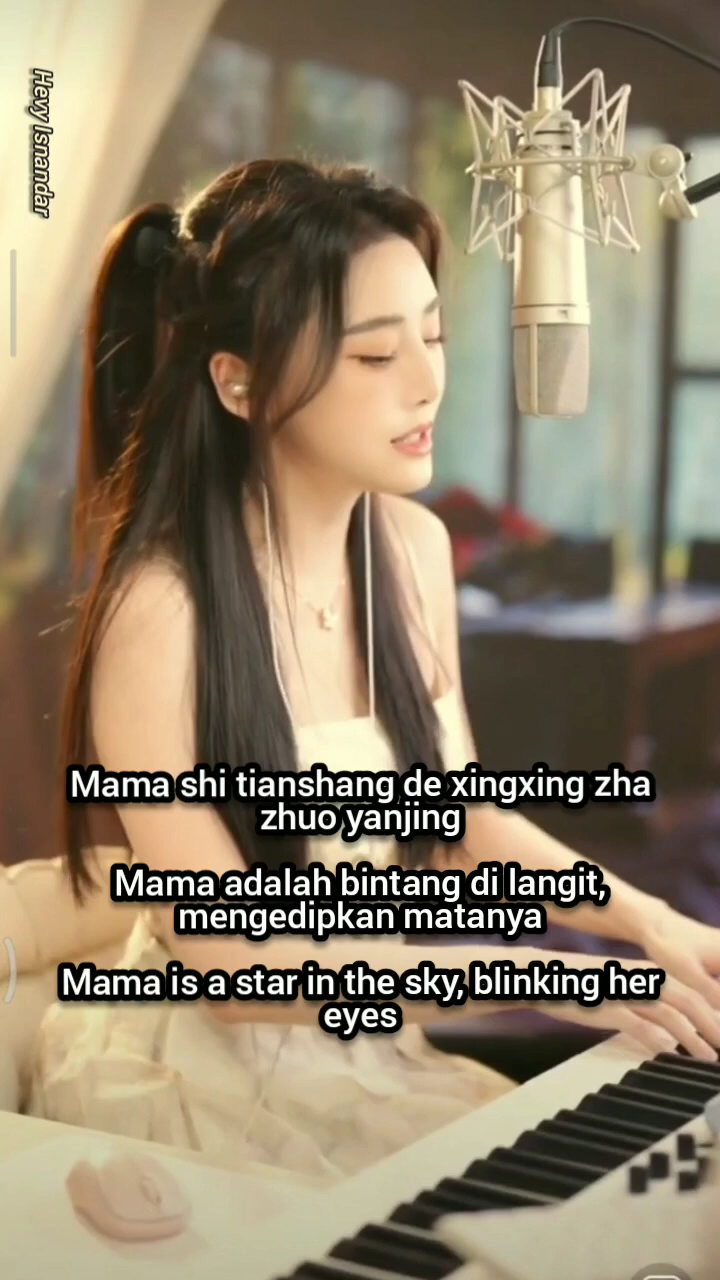 Hevy Isnandar
Mama shi tianshang de xingxing zha
zhuo yanjing
Mama adalah bintang di langit,
mengedipkan matanya
Mama is a star in the sky, blinking her
eyes